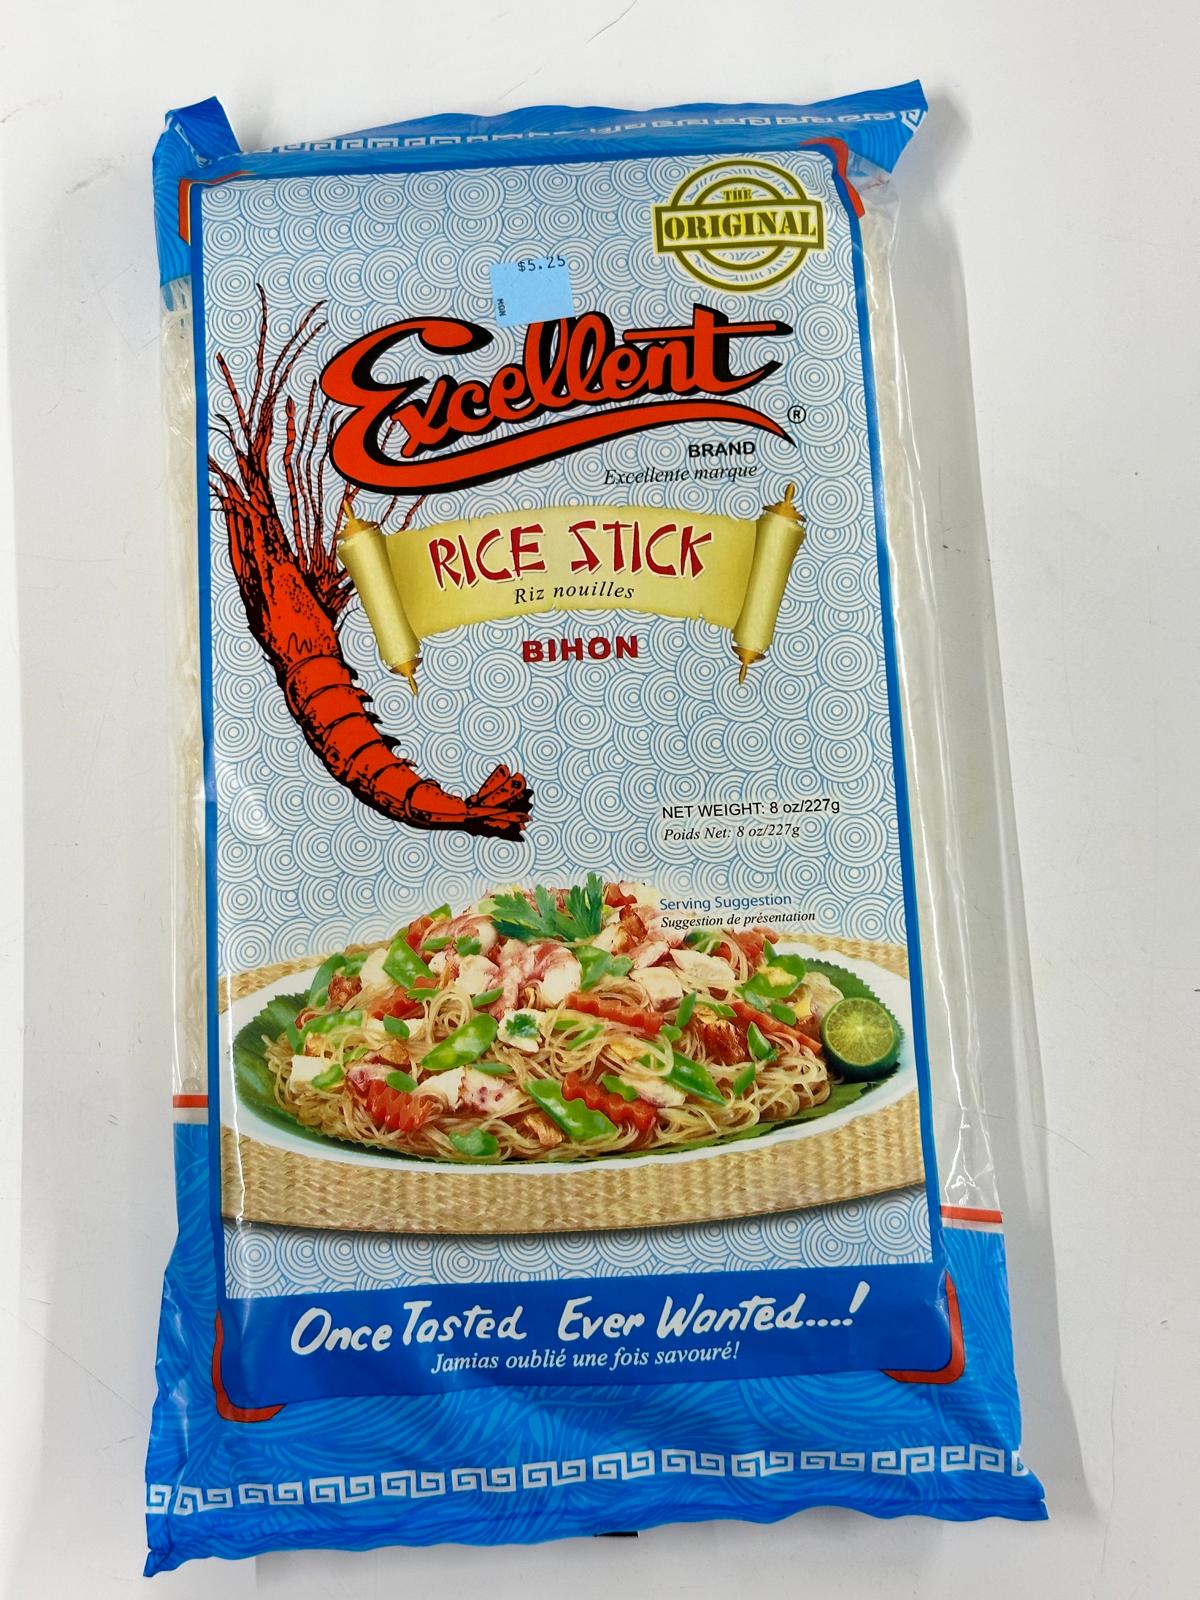 THE
ORIGINAL
$5.25
MON
Excellent
®
BRAND
Excellente marque
RICE STICK
Riz nouilles
BIHON
NET WEIGHT: 8 oz/227g
Poids Net: 8 oz/227g
Serving Suggestion
Suggestion de présentation
Once Tasted Ever Wanted....!
Jamias oublié une fois savouré!